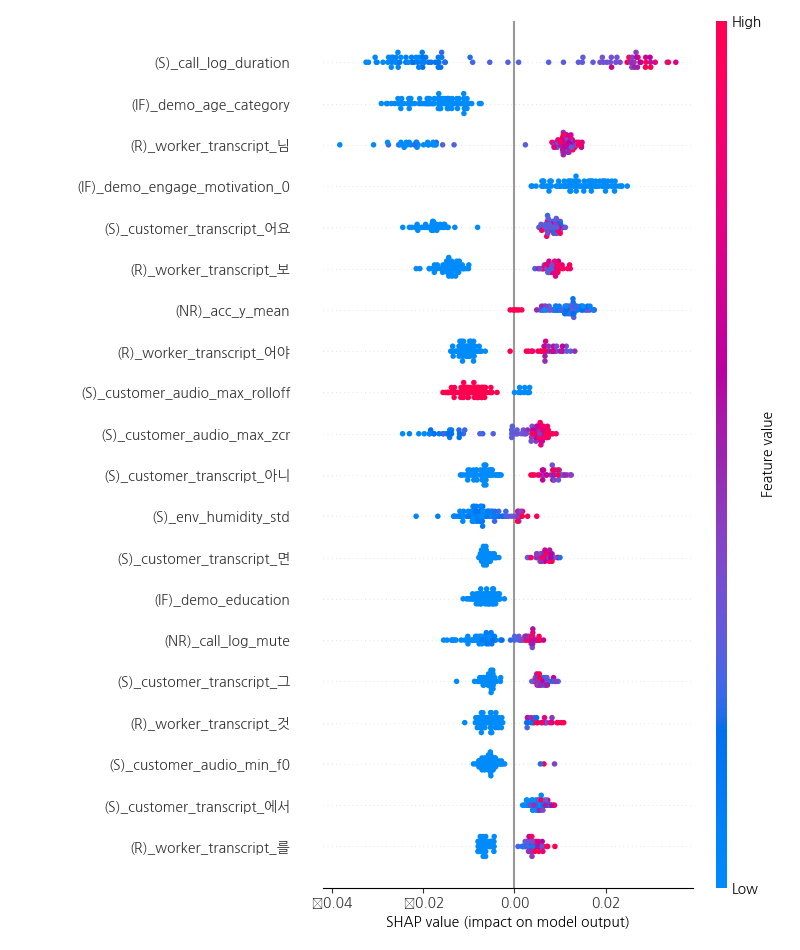 High
(S)_call_log_duration
(IF)_demo_age_category
(R)_worker_transcript_님
(IF)_demo_engage_motivation_0
(S)_customer_transcript_어요
(R)_worker_transcript_보
(NR)_acc_y_mean
(R)_worker_transcript_어야
(S)_customer_audio_max_rolloff
(S)_customer_audio_max_zcr
(S)_customer_transcript_아니
(S)_env_humidity_std
(S)_customer_transcript_면
(IF)_demo_education
(NR)_call_log_mute
(S)_customer_transcript_그
(R)_worker_transcript_것
(S)_customer_audio_min_f0
(S)_customer_transcript_에서
(R)_worker_transcript_를
Feature value
Low
0.04 0.02 0.00 0.02
SHAP value (impact on model output)